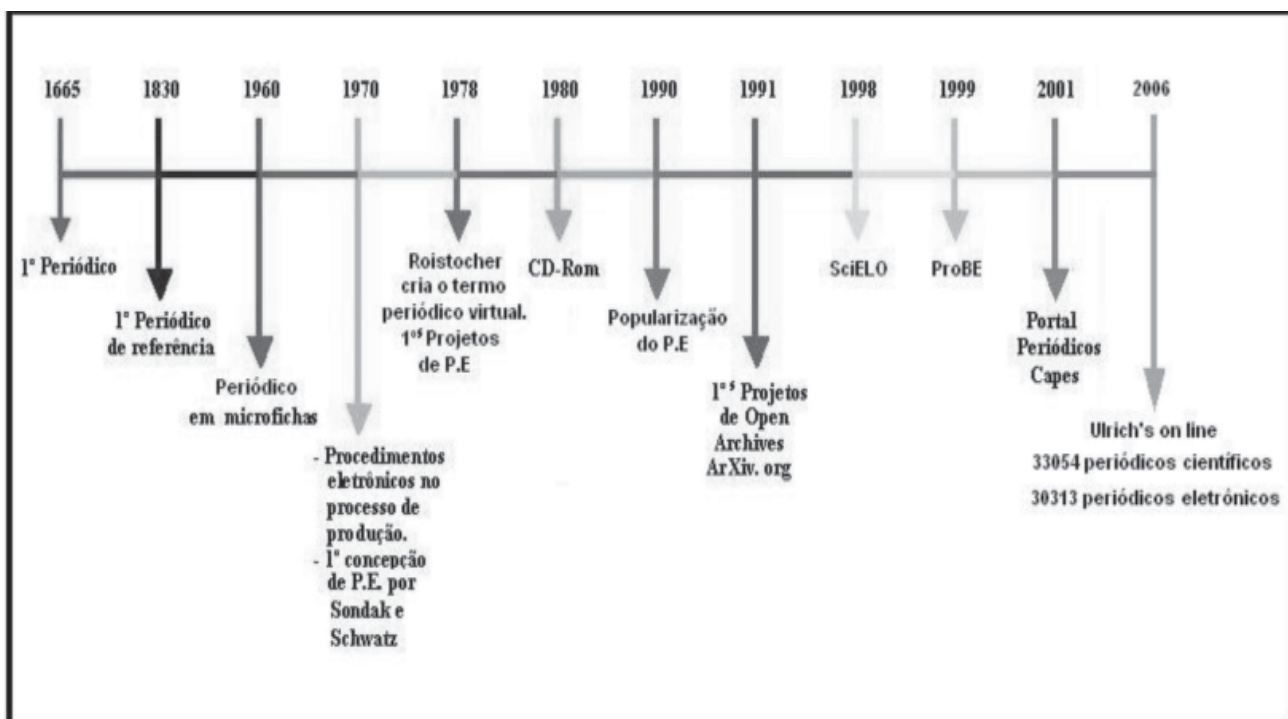 1665 1830 1960 1970 1978 1980 1990 1991 1998 1999 2001 2006
1º Periódico
1º Periódico
de referência
Periódico
em microfichas
- Procedimentos
eletrônicos no
processo de
produção.
- 1ª concepção
de P.E. por
Sondak e
Schwatz
Roistocher
cria o termo
periódico virtual.
1ºˢ Projetos
de P.E
CD-Rom
Popularização
do P.E
1ºˢ Projetos
de Open
Archives
ArXiv. org
SciELO
ProBE
Portal
Periódicos
Capes
Ulrich's on line
33054 periódicos científicos
30313 periódicos eletrónicos